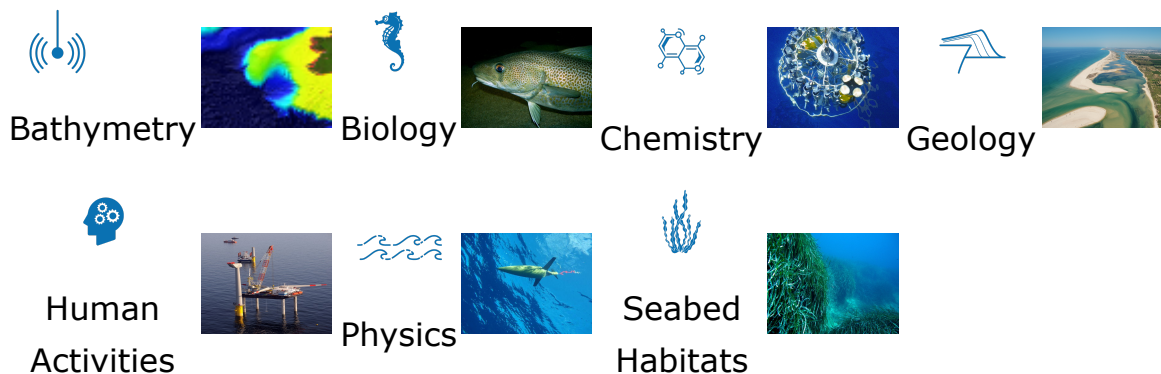 Bathymetry
Biology
Chemistry
Geology
Human
Activities
Physics
Seabed
Habitats